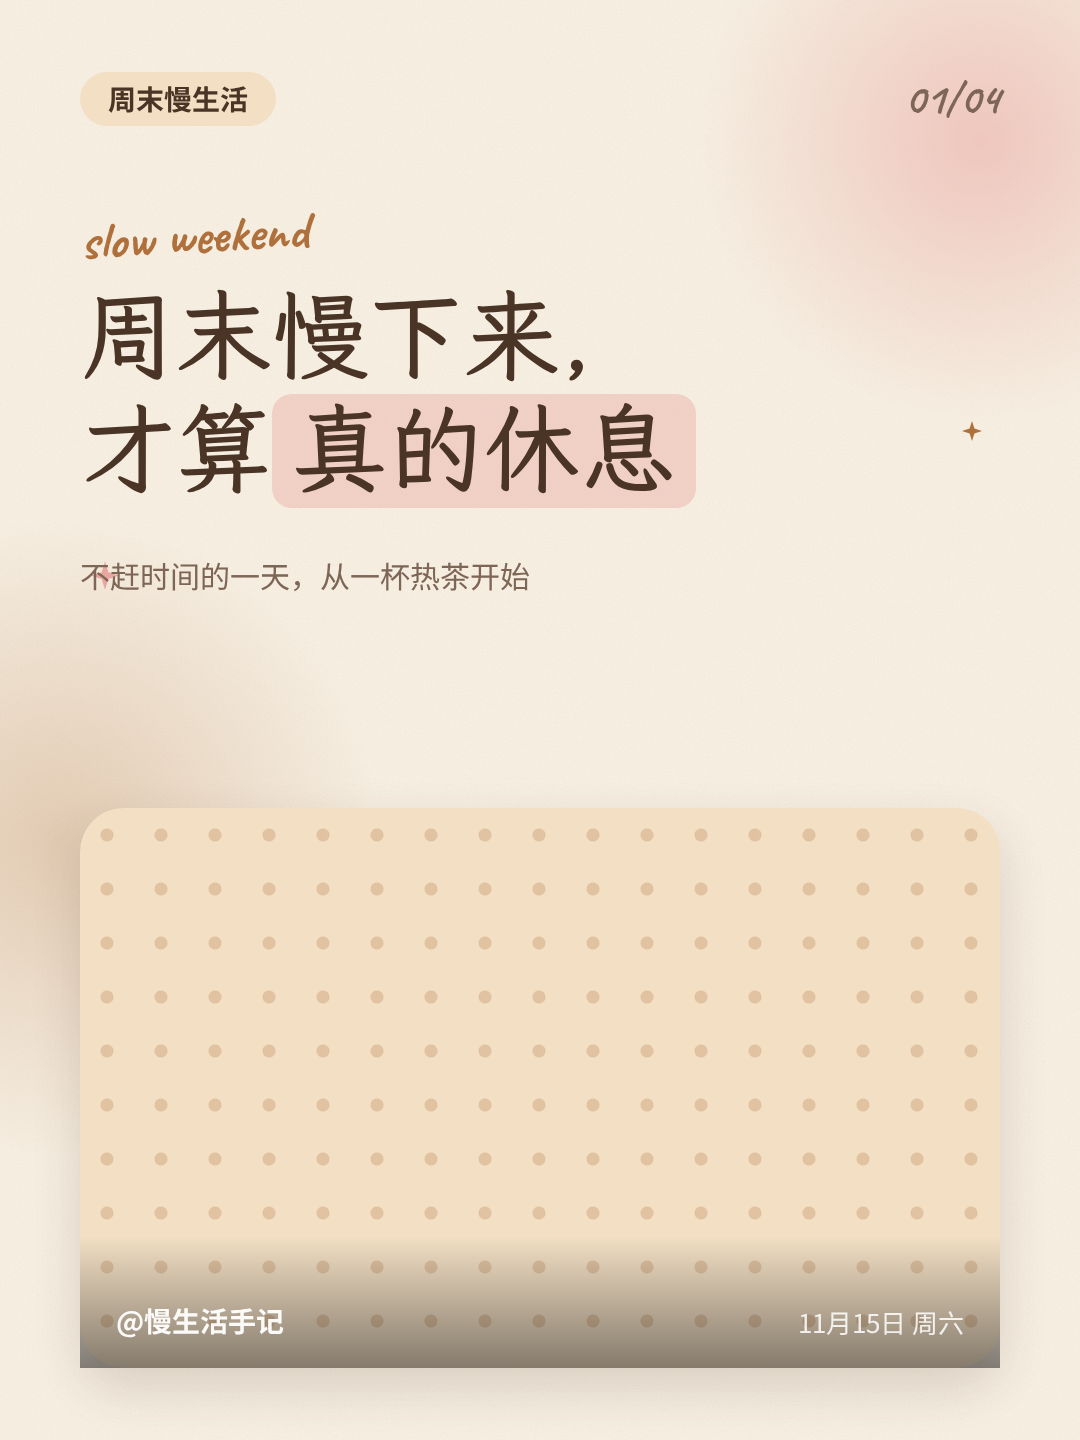 周末慢生活
01/04
slow weekend
周末慢下来，
才算真的休息
不赶时间的一天，从一杯热茶开始
@慢生活手记
11月15日 周六